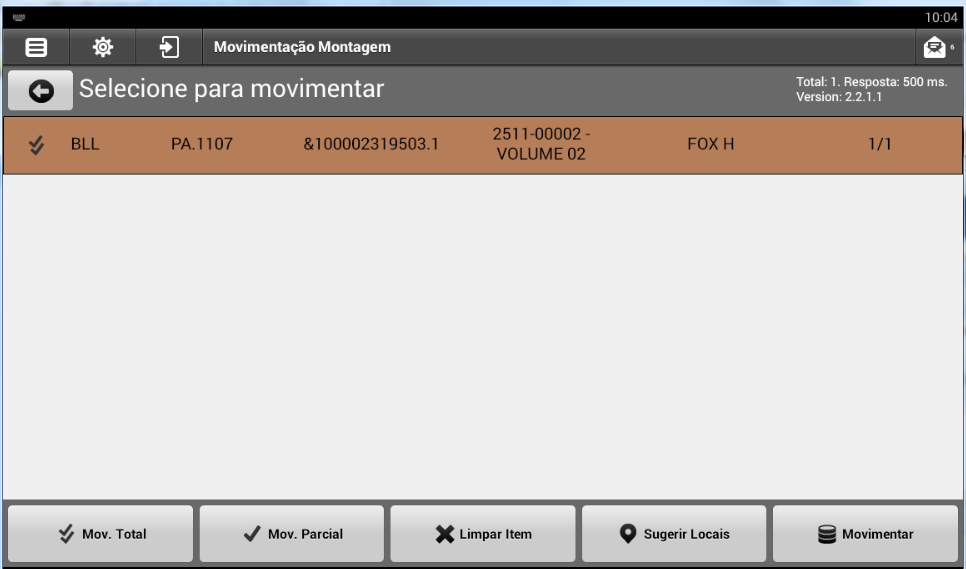 10:04
Movimentação Montagem
6
Selecione para movimentar
Total: 1. Resposta: 500 ms.
Version: 2.2.1.1
BLL PA.1107 &100002319503.1 2511-00002 -
VOLUME 02 FOX H 1/1
Mov. Total Mov. Parcial Limpar Item Sugerir Locais Movimentar